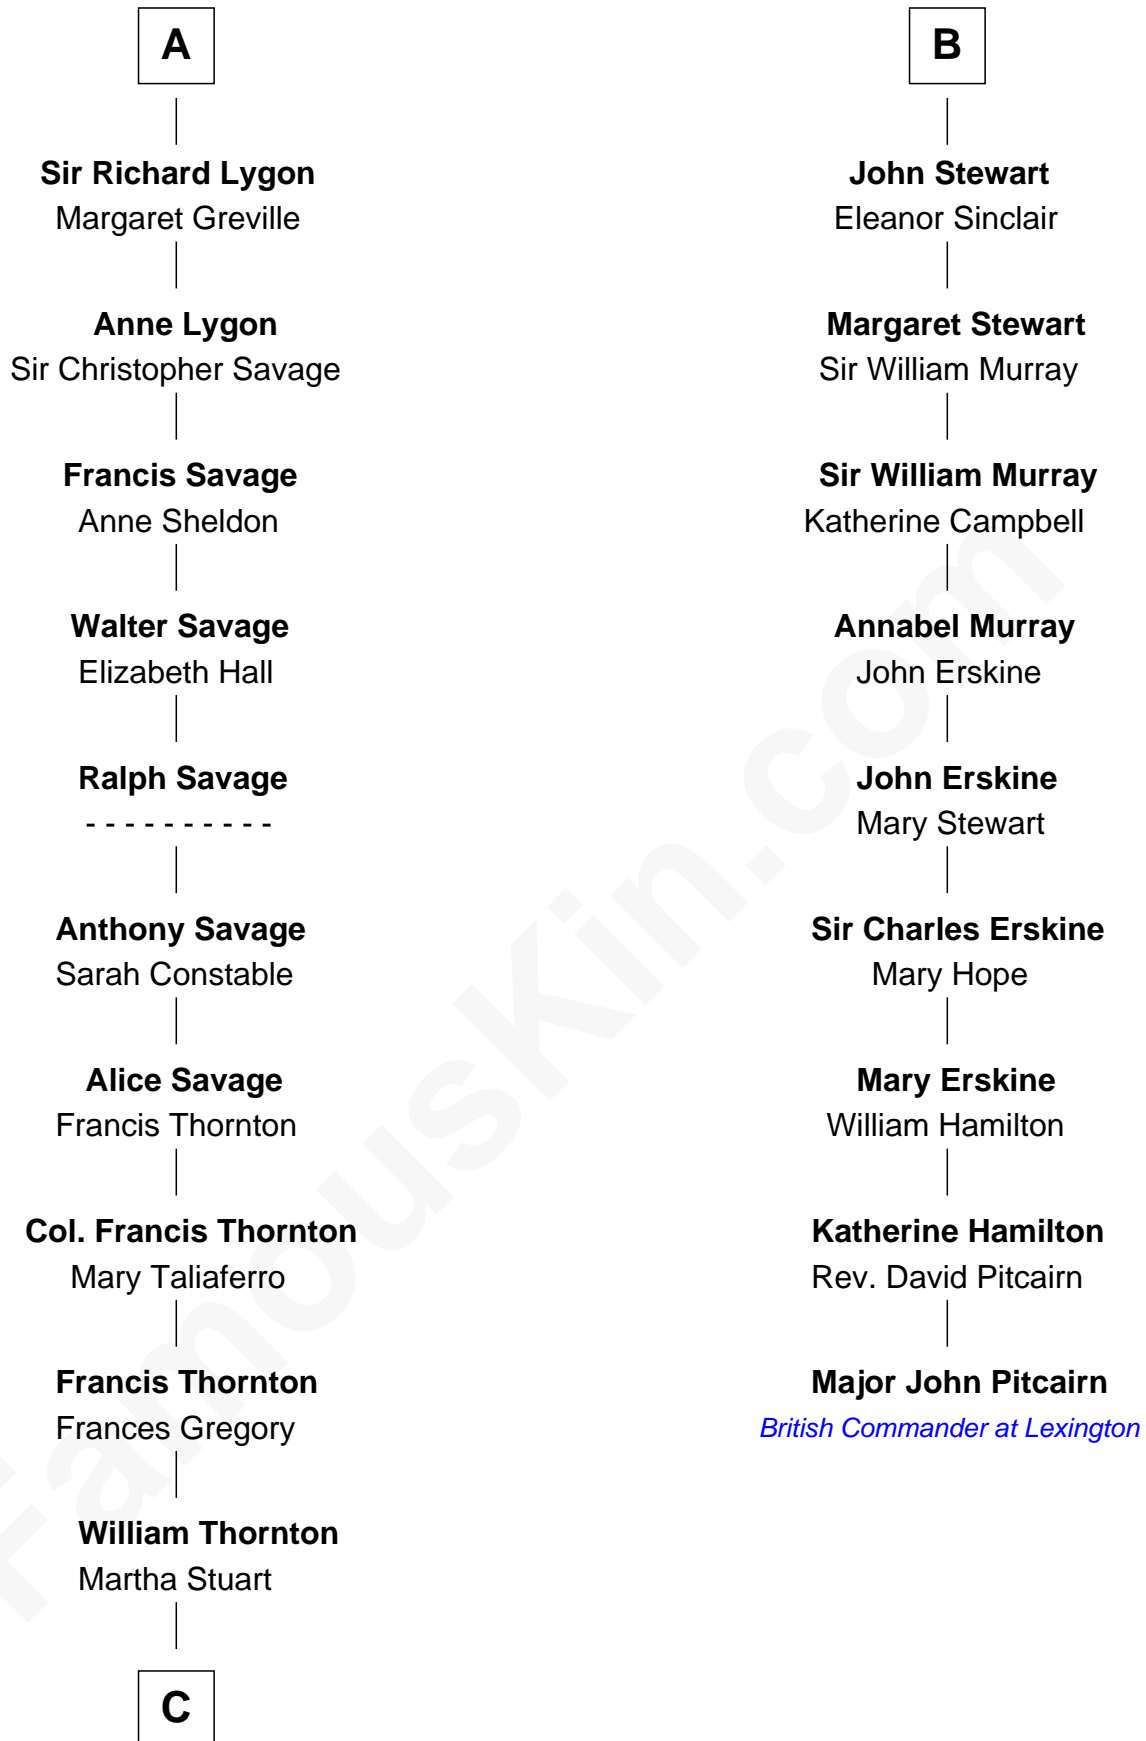 A
Sir Richard Lygon
Margaret Greville
Anne Lygon
Sir Christopher Savage
Francis Savage
Anne Sheldon
Walter Savage
Elizabeth Hall
Ralph Savage
- - - - - - - - - -
Anthony Savage
Sarah Constable
Alice Savage
Francis Thornton
Col. Francis Thornton
Mary Taliaferro
Francis Thornton
Frances Gregory
William Thornton
Martha Stuart
C
B
John Stewart
Eleanor Sinclair
Margaret Stewart
Sir William Murray
Sir William Murray
Katherine Campbell
Annabel Murray
John Erskine
John Erskine
Mary Stewart
Sir Charles Erskine
Mary Hope
Mary Erskine
William Hamilton
Katherine Hamilton
Rev. David Pitcairn
Major John Pitcairn
British Commander at Lexington
FamousKin.com